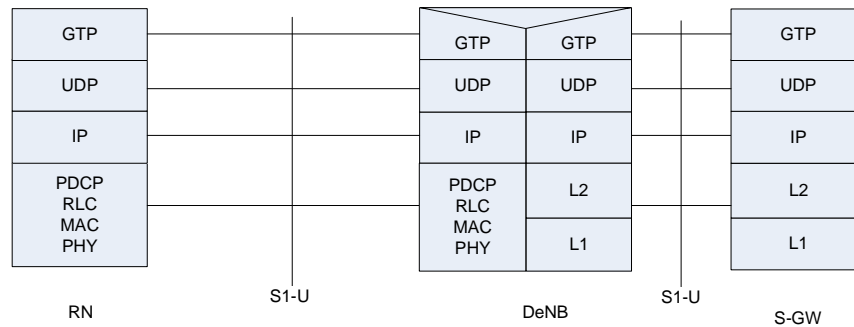 GTP
UDP
IP
PDCP
RLC
MAC
PHY
RN
S1-U
GTP GTP
UDP UDP
IP IP
PDCP
RLC
MAC
PHY
L2
L1
DeNB
S1-U
GTP
UDP
IP
L2
L1
S-GW